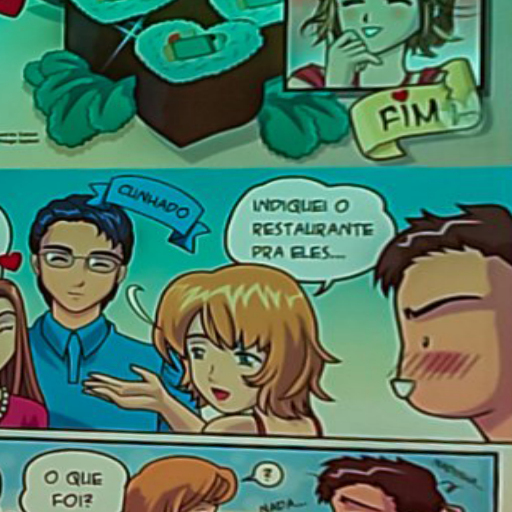 FIM
CUNHADO
INDIQUEI O
RESTAURANTE
PRA ELES...
O QUE
FOI?
?
NADA...